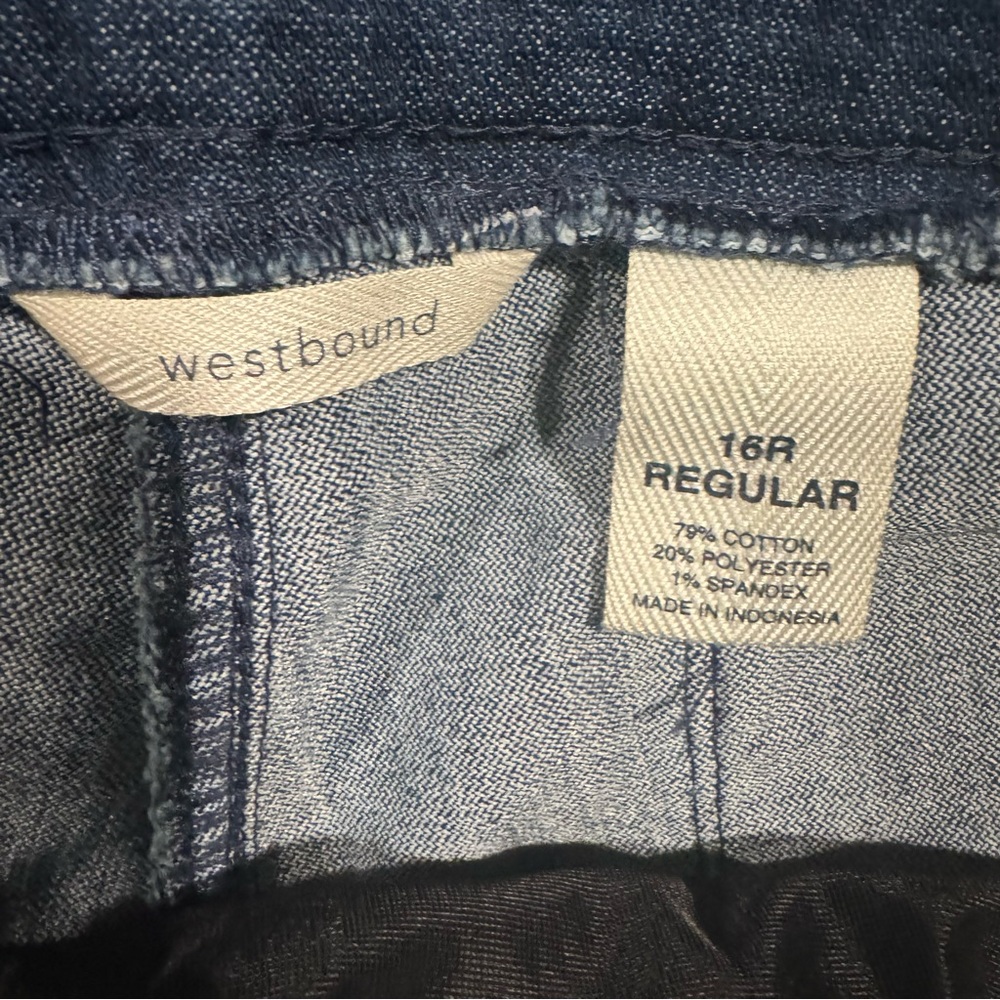 westbound
16R
REGULAR
79% COTTON
20% POLYESTER
1% SPANDEX
MADE IN INDONESIA